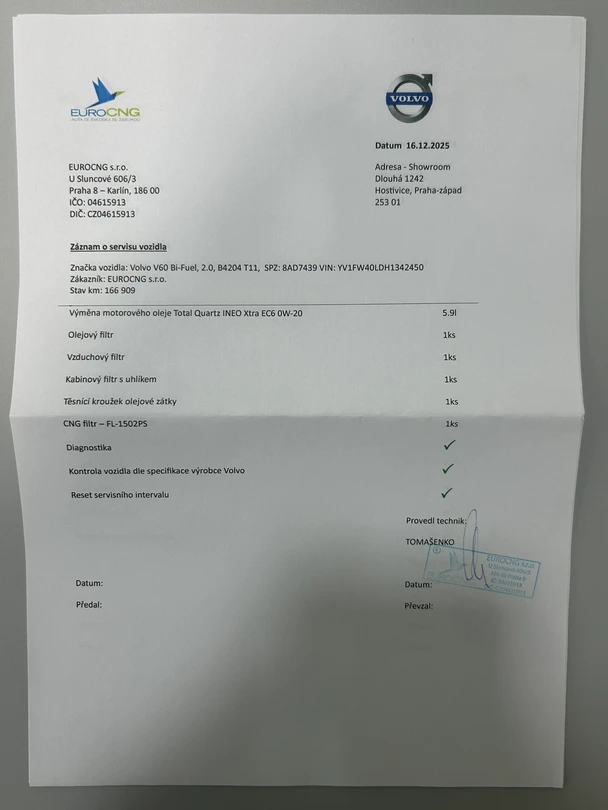 EUROCNG
VOLVO
Datum 16.12.2025
EUROCNG s.r.o.
U Sluncové 606/3
Praha 8 – Karlín, 186 00
IČO: 04615913
DIČ: CZ04615913
Adresa - Showroom
Dlouhá 1242
Hostivice, Praha-západ
253 01
Záznam o servisu vozidla
Značka vozidla: Volvo V60 Bi-Fuel, 2.0, B4204 T11, SPZ: 8AD7439 VIN: YV1FW40LDH1342450
Zákazník: EUROCNG s.r.o.
Stav km: 166 909
Výměna motorového oleje Total Quartz INEO Xtra EC6 0W-20 5.9l
Olejový filtr 1ks
Vzduchový filtr 1ks
Kabinový filtr s uhlíkem 1ks
Těsnící kroužek olejové zátky 1ks
CNG filtr – FL-1502PS 1ks
Diagnostika ✓
Kontrola vozidla dle specifikace výrobce Volvo ✓
Reset servisního intervalu ✓
Provedl technik:
TOMAŠENKO
EUROCNG s.r.o.
Datum: Datum:
Předal: Převzal: